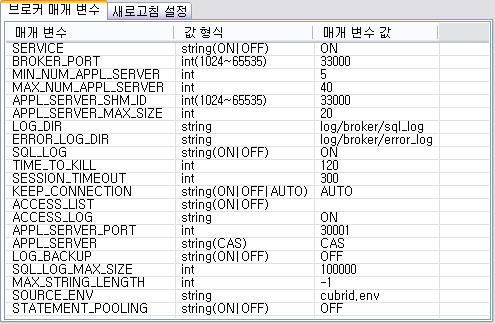 브로커 매개 변수 새로고침 설정
매개 변수 값 형식 매개 변수 값
SERVICE string(ON|OFF) ON
BROKER_PORT int(1024~65535) 33000
MIN_NUM_APPL_SERVER int 5
MAX_NUM_APPL_SERVER int 40
APPL_SERVER_SHM_ID int(1024~65535) 33000
APPL_SERVER_MAX_SIZE int 20
LOG_DIR string log/broker/sql_log
ERROR_LOG_DIR string log/broker/error_log
SQL_LOG string(ON|OFF) ON
TIME_TO_KILL int 120
SESSION_TIMEOUT int 300
KEEP_CONNECTION string(ON|OFF|AUTO) AUTO
ACCESS_LIST string(ON|OFF)
ACCESS_LOG string ON
APPL_SERVER_PORT int 30001
APPL_SERVER string(CAS) CAS
LOG_BACKUP string(ON|OFF) OFF
SQL_LOG_MAX_SIZE int 100000
MAX_STRING_LENGTH int -1
SOURCE_ENV string cubrid.env
STATEMENT_POOLING string(ON|OFF) OFF